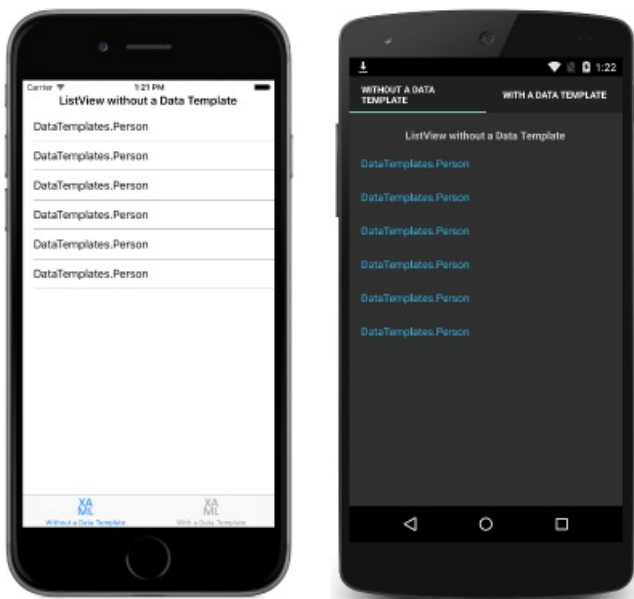 Carrier 1:21 PM
ListView without a Data Template
DataTemplates.Person
DataTemplates.Person
DataTemplates.Person
DataTemplates.Person
DataTemplates.Person
DataTemplates.Person
XA
ML
Without a Data Template
XA
ML
With a Data Template
1:22
WITHOUT A DATA
TEMPLATE
WITH A DATA TEMPLATE
ListView without a Data Template
DataTemplates.Person
DataTemplates.Person
DataTemplates.Person
DataTemplates.Person
DataTemplates.Person
DataTemplates.Person